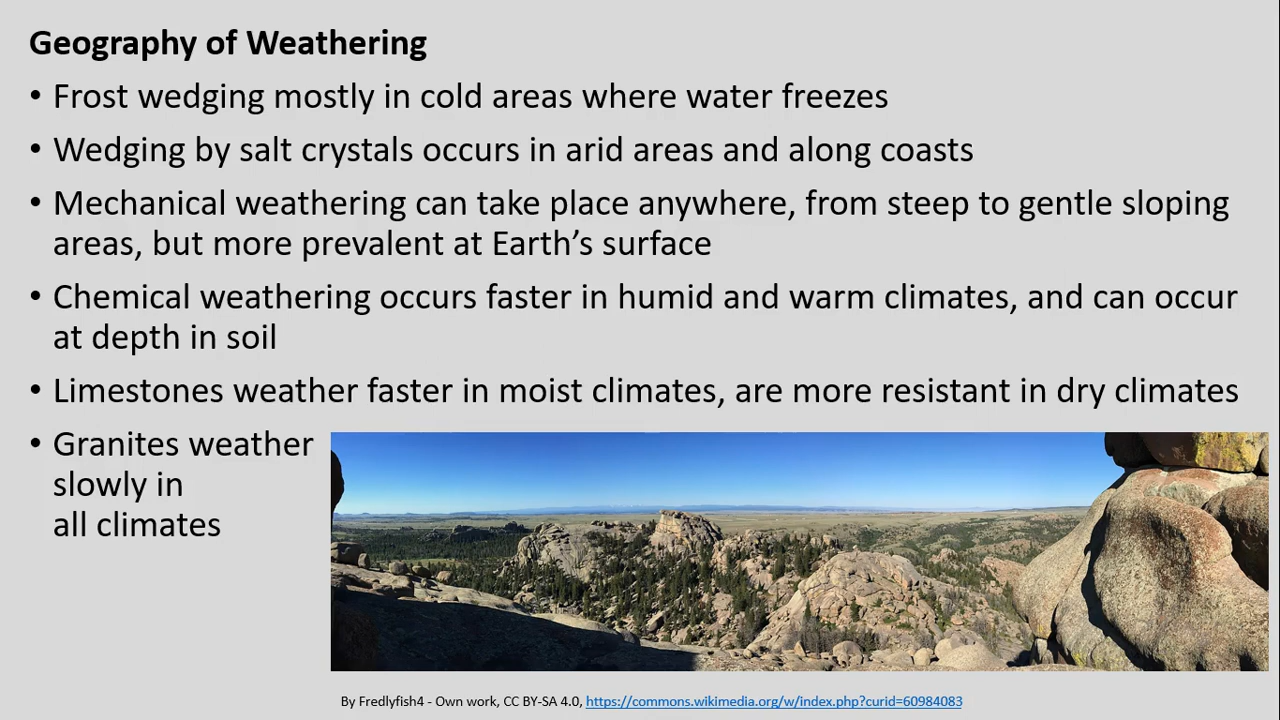 Geography of Weathering
• Frost wedging mostly in cold areas where water freezes
• Wedging by salt crystals occurs in arid areas and along coasts
• Mechanical weathering can take place anywhere, from steep to gentle sloping
areas, but more prevalent at Earth’s surface
• Chemical weathering occurs faster in humid and warm climates, and can occur
at depth in soil
• Limestones weather faster in moist climates, are more resistant in dry climates
• Granites weather
slowly in
all climates
By Fredlyfish4 - Own work, CC BY-SA 4.0, https://commons.wikimedia.org/w/index.php?curid=60984083